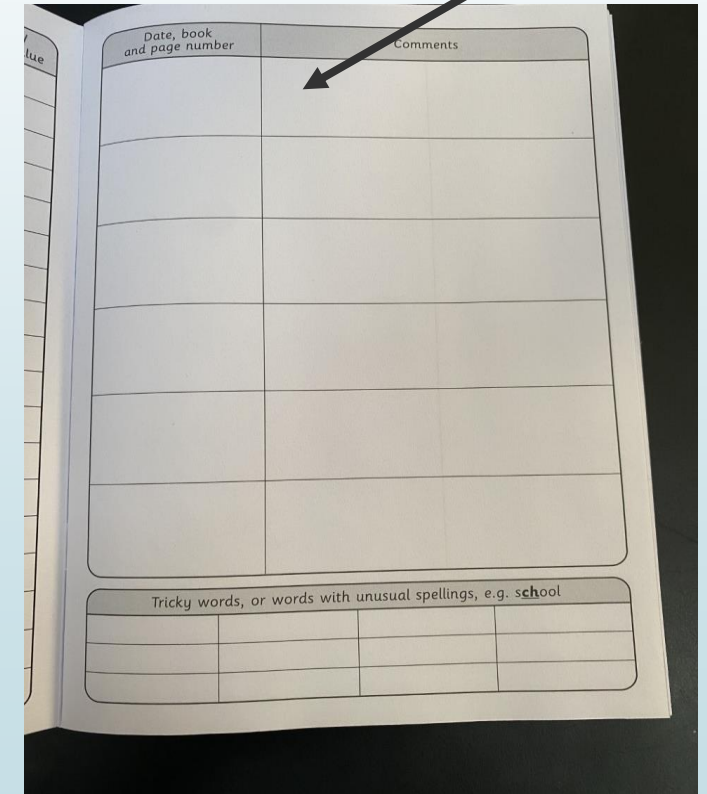 lue
Date, book
and page number
Comments
Tricky words, or words with unusual spellings, e.g. school